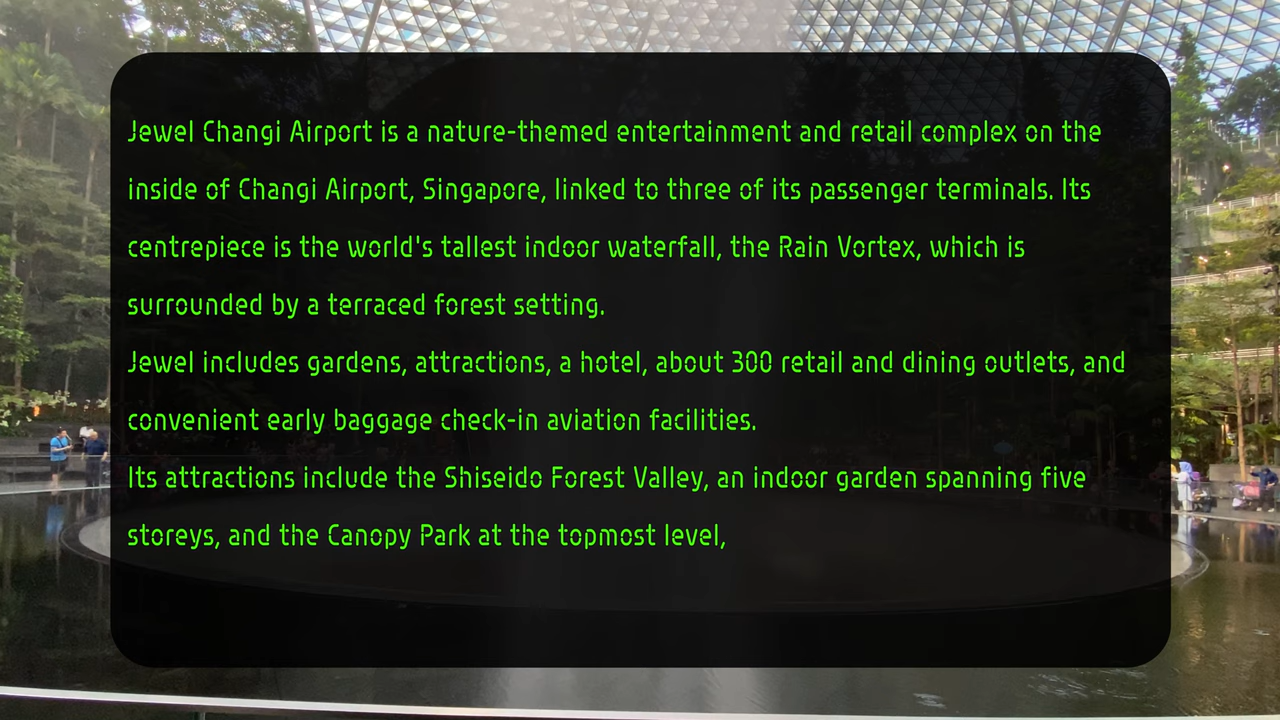 Jewel Changi Airport is a nature-themed entertainment and retail complex on the
inside of Changi Airport, Singapore, linked to three of its passenger terminals. Its
centrepiece is the world's tallest indoor waterfall, the Rain Vortex, which is
surrounded by a terraced forest setting.
Jewel includes gardens, attractions, a hotel, about 300 retail and dining outlets, and
convenient early baggage check-in aviation facilities.
Its attractions include the Shiseido Forest Valley, an indoor garden spanning five
storeys, and the Canopy Park at the topmost level,